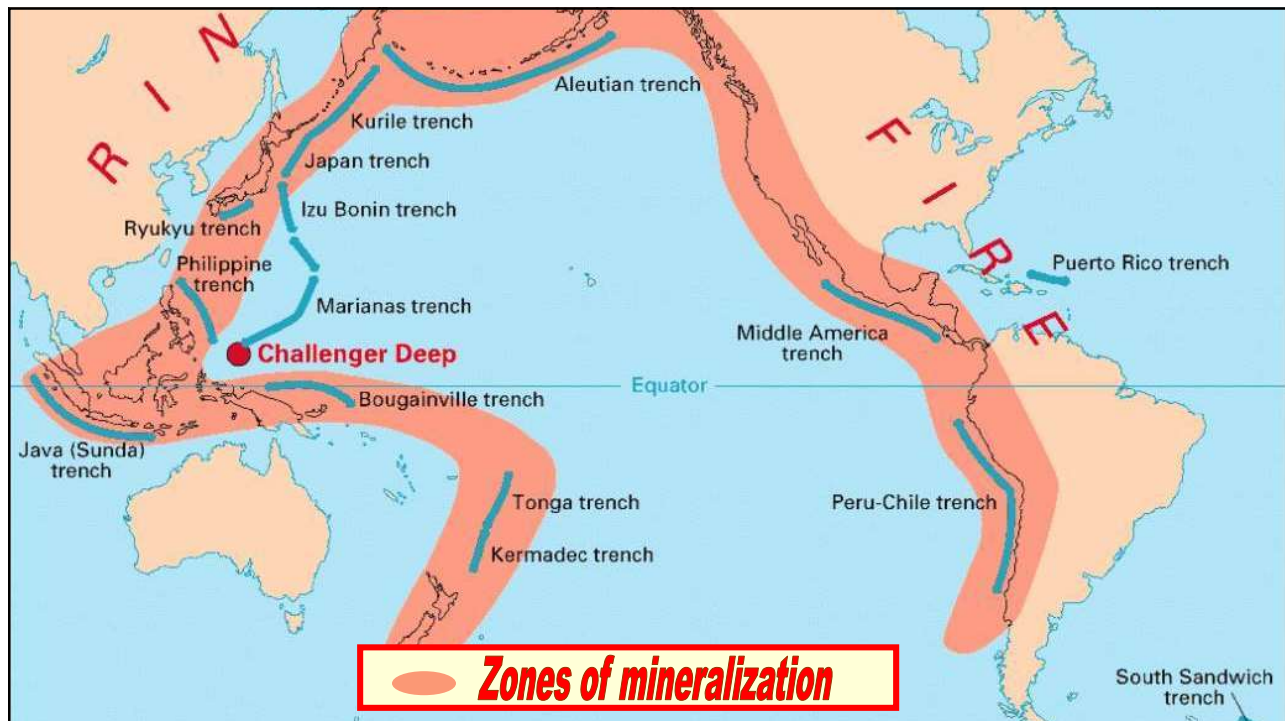 R I N
F I R E
Aleutian trench
Kurile trench
Japan trench
Izu Bonin trench
Ryukyu trench
Philippine
trench
Marianas trench
Challenger Deep
Puerto Rico trench
Middle America
trench
Equator
Bougainville trench
Java (Sunda)
trench
Tonga trench
Kermadec trench
Peru-Chile trench
Zones of mineralization
South Sandwich
trench